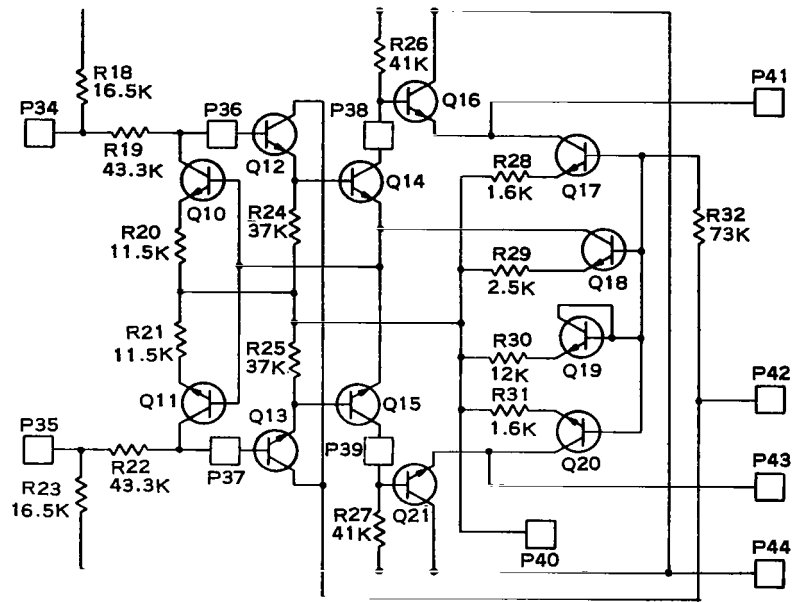 R26
41K
R18
16.5K
Q16
P41
P34
P36
P38
R19
43.3K
Q12
Q14
R28
1.6K
Q17
Q10
R20
11.5K
R24
37K
R32
73K
R29
2.5K
Q18
R21
11.5K
R25
37K
R30
12K
Q19
P42
Q11
Q13
Q15
R31
1.6K
P35
P39
Q20
R22
43.3K
P37
P43
R23
16.5K
R27
41K
Q21
P40
P44